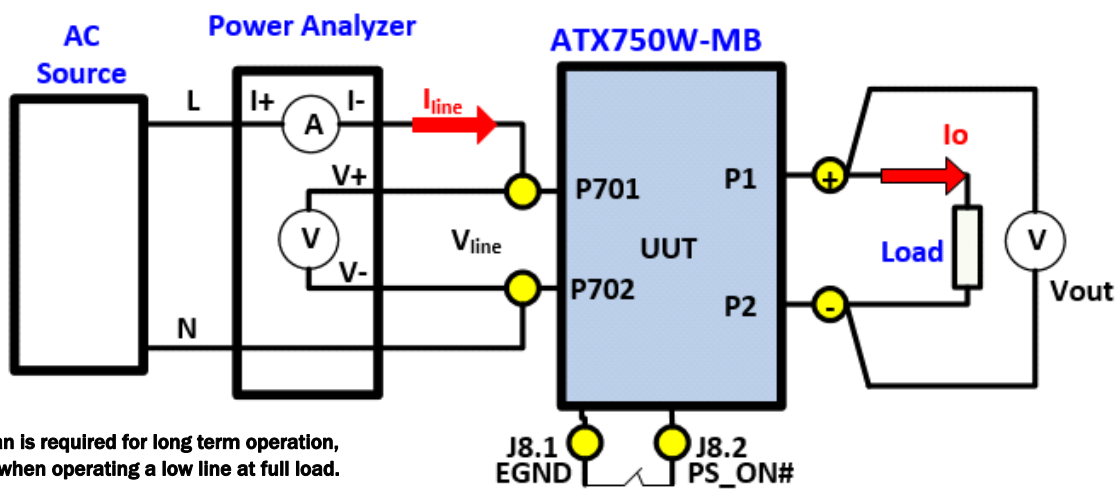 AC
Source
Power Analyzer
ATX750W-MB
L
I+
A
I-
Iline
V+
V
V-
Vline
N
P701
P702
UUT
P1
P2
+
-
Io
Load
V
Vout
J8.1
EGND
J8.2
PS_ON#
is required for long term operation,
when operating a low line at full load.